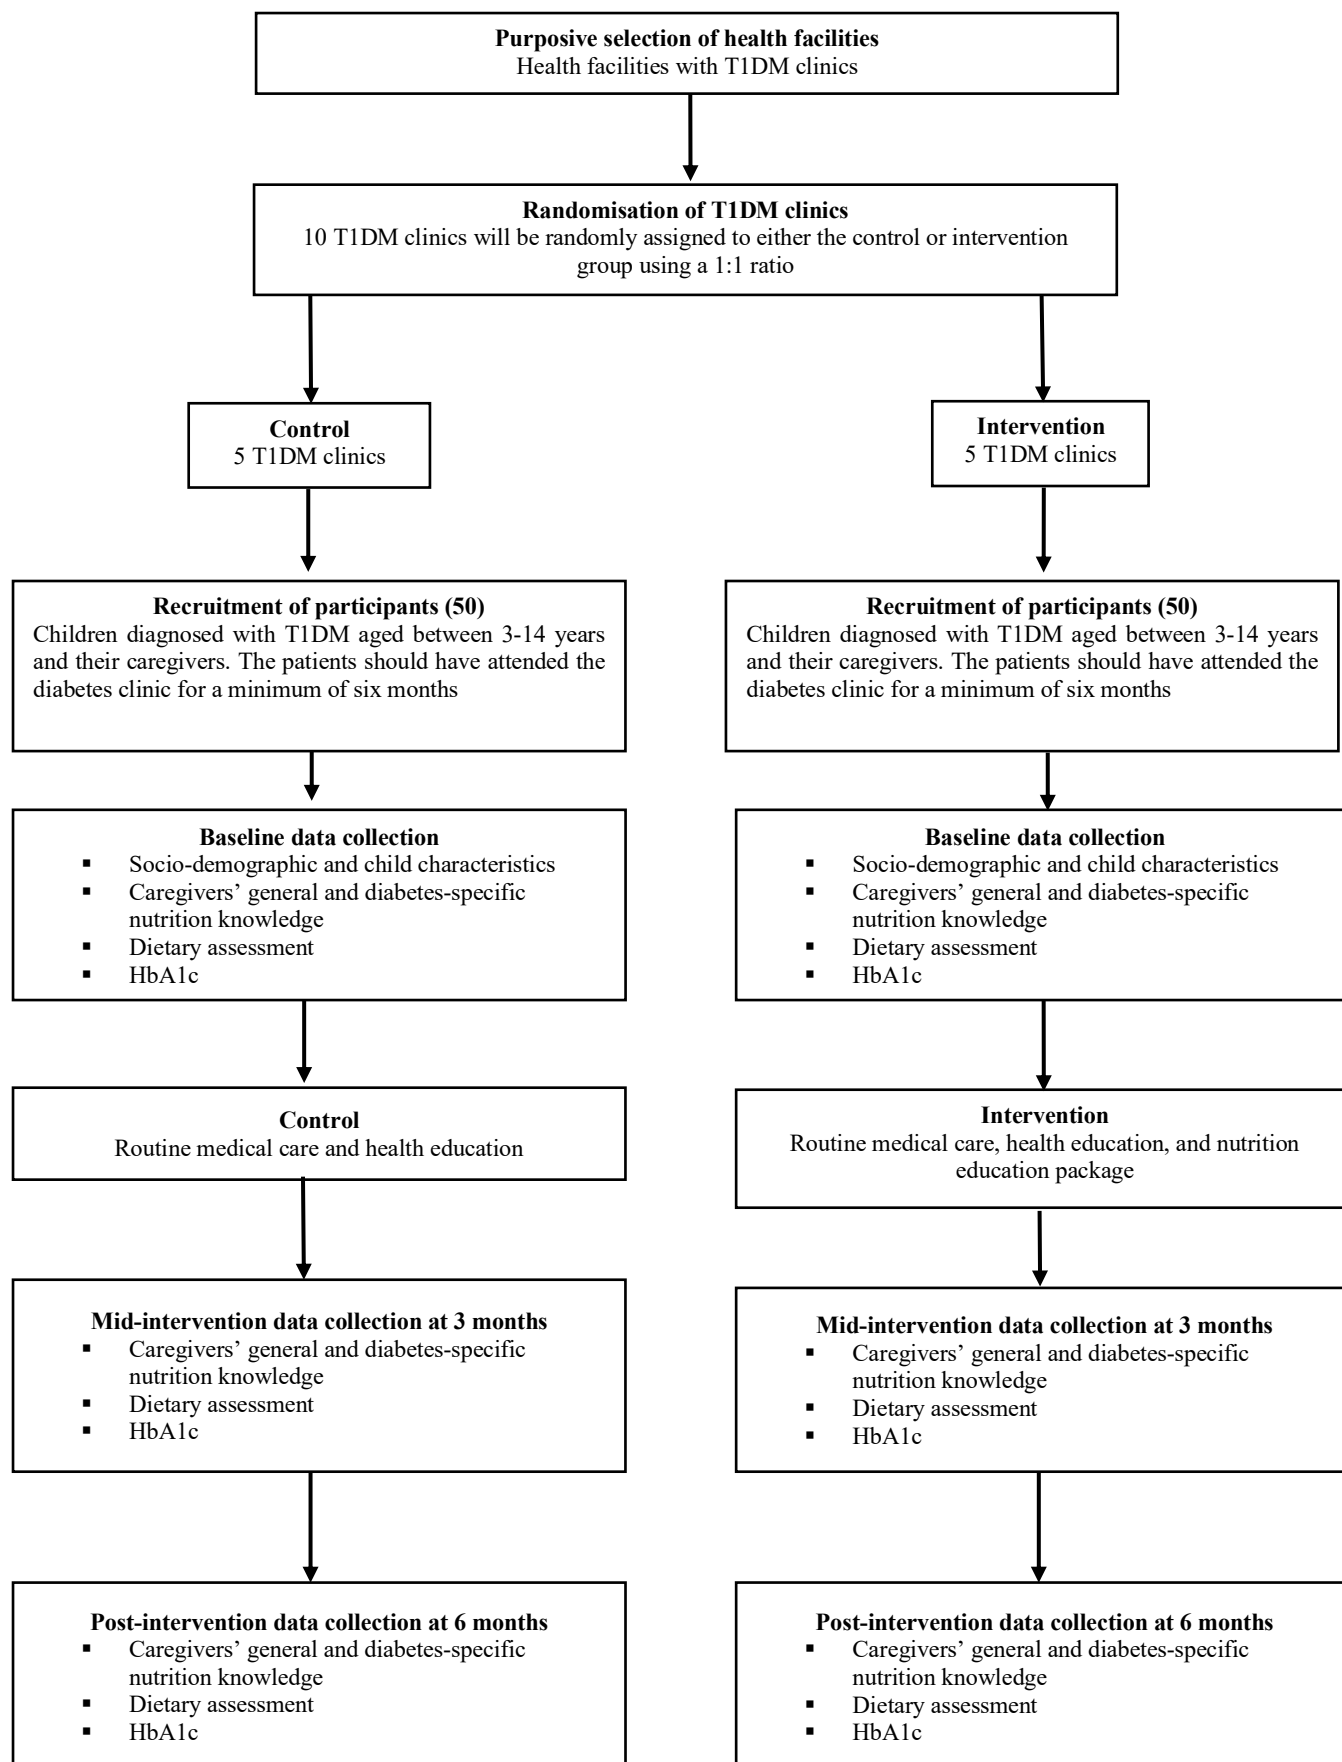 Purposive selection of health facilities
Health facilities with T1DM clinics
Randomisation of T1DM clinics
10 T1DM clinics will be randomly assigned to either the control or intervention
group using a 1:1 ratio
Control
5 T1DM clinics
Intervention
5 T1DM clinics
Recruitment of participants (50)
Children diagnosed with T1DM aged between 3-14 years
and their caregivers. The patients should have attended the
diabetes clinic for a minimum of six months
Recruitment of participants (50)
Children diagnosed with T1DM aged between 3-14 years
and their caregivers. The patients should have attended the
diabetes clinic for a minimum of six months
Baseline data collection
▪ Socio-demographic and child characteristics
▪ Caregivers’ general and diabetes-specific
nutrition knowledge
▪ Dietary assessment
▪ HbA1c
Baseline data collection
▪ Socio-demographic and child characteristics
▪ Caregivers’ general and diabetes-specific
nutrition knowledge
▪ Dietary assessment
▪ HbA1c
Control
Routine medical care and health education
Intervention
Routine medical care, health education, and nutrition
education package
Mid-intervention data collection at 3 months
▪ Caregivers’ general and diabetes-specific
nutrition knowledge
▪ Dietary assessment
▪ HbA1c
Mid-intervention data collection at 3 months
▪ Caregivers’ general and diabetes-specific
nutrition knowledge
▪ Dietary assessment
▪ HbA1c
Post-intervention data collection at 6 months
▪ Caregivers’ general and diabetes-specific
nutrition knowledge
▪ Dietary assessment
▪ HbA1c
Post-intervention data collection at 6 months
▪ Caregivers’ general and diabetes-specific
nutrition knowledge
▪ Dietary assessment
▪ HbA1c